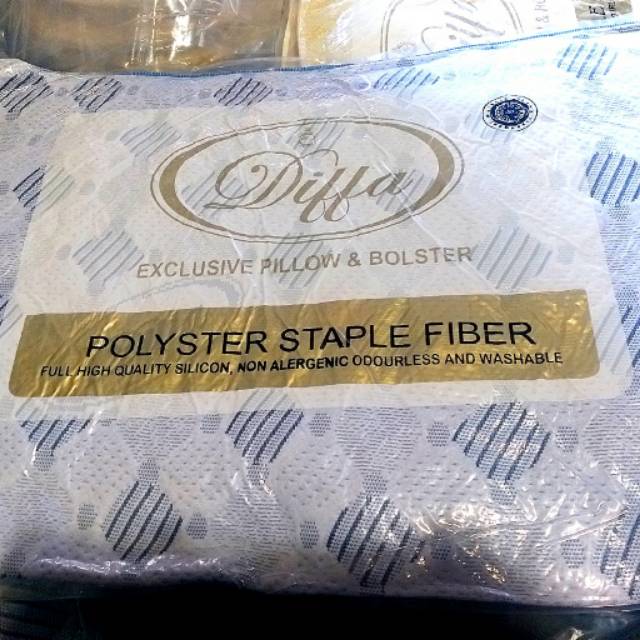 Diffa
EXCLUSIVE PILLOW & BOLSTER
POLYSTER STAPLE FIBER
FULL HIGH QUALITY SILICON, NON ALERGENIC ODOURLESS AND WASHABLE